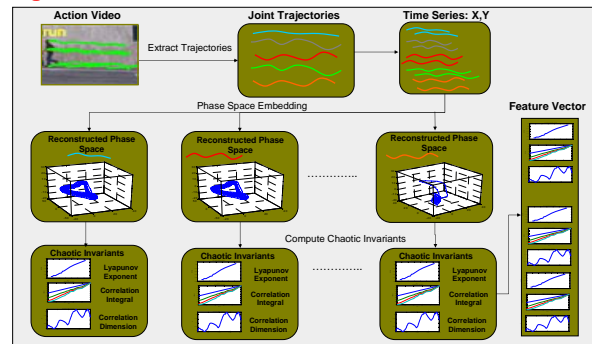 Action Video
Joint Trajectories
Time Series: X,Y
run
Extract Trajectories
Phase Space Embedding
Feature Vector
Reconstructed Phase
Space
Reconstructed Phase
Space
Reconstructed Phase
Space
Compute Chaotic Invariants
Chaotic Invariants
Lyapunov
Exponent
Correlation
Integral
Correlation
Dimension
Chaotic Invariants
Lyapunov
Exponent
Correlation
Integral
Correlation
Dimension
Chaotic Invariants
Lyapunov
Exponent
Correlation
Integral
Correlation
Dimension